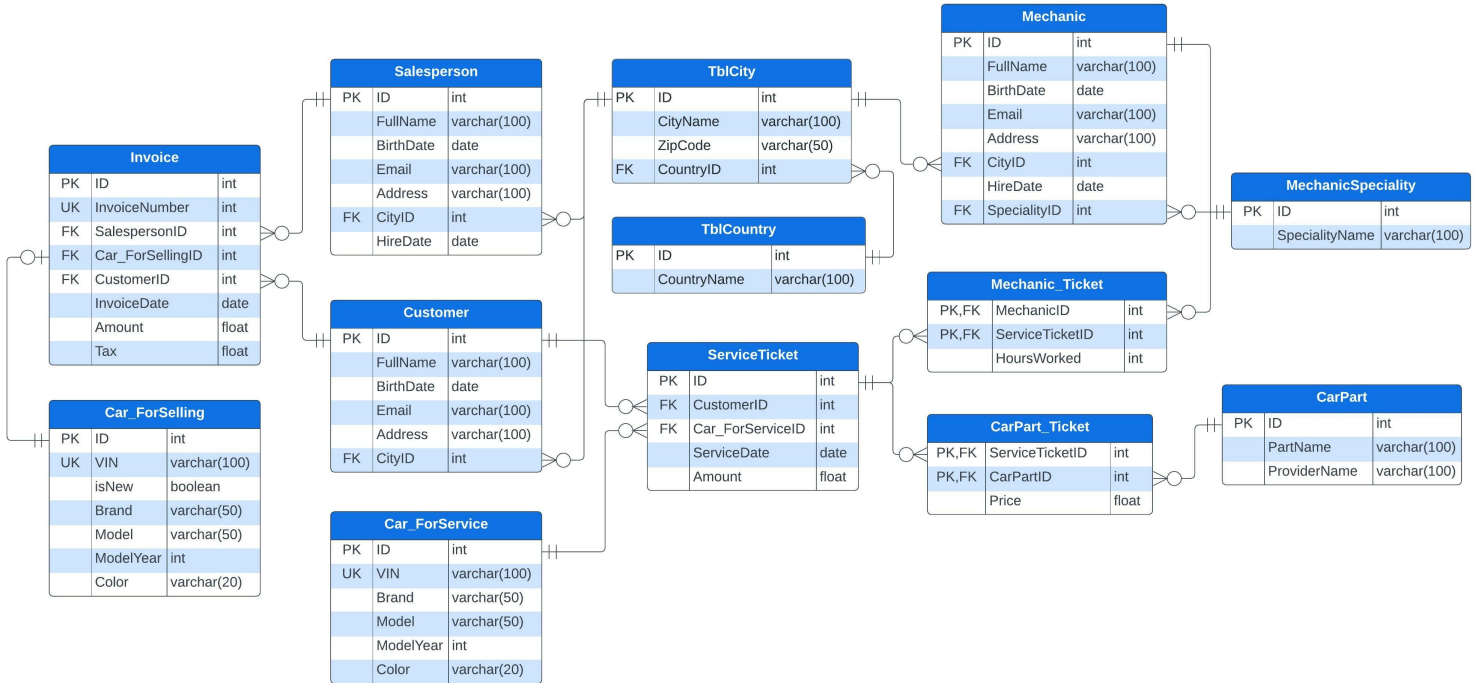 Mechanic
PK ID int
FullName varchar(100)
BirthDate date
Email varchar(100)
Address varchar(100)
FK CityID int
HireDate date
FK SpecialityID int
Salesperson
PK ID int
FullName varchar(100)
BirthDate date
Email varchar(100)
Address varchar(100)
FK CityID int
HireDate date
TblCity
PK ID int
CityName varchar(100)
ZipCode varchar(50)
FK CountryID int
Invoice
PK ID int
UK InvoiceNumber int
FK SalespersonID int
FK Car_ForSellingID int
FK CustomerID int
InvoiceDate date
Amount float
Tax float
MechanicSpeciality
PK ID int
SpecialityName varchar(100)
TblCountry
PK ID int
CountryName varchar(100)
Mechanic_Ticket
PK,FK MechanicID int
PK,FK ServiceTicketID int
HoursWorked int
Customer
PK ID int
FullName varchar(100)
BirthDate date
Email varchar(100)
Address varchar(100)
FK CityID int
ServiceTicket
PK ID int
FK CustomerID int
FK Car_ForServiceID int
ServiceDate date
Amount float
CarPart
PK ID int
PartName varchar(100)
ProviderName varchar(100)
Car_ForSelling
PK ID int
UK VIN varchar(100)
isNew boolean
Brand varchar(50)
Model varchar(50)
ModelYear int
Color varchar(20)
CarPart_Ticket
PK,FK ServiceTicketID int
PK,FK CarPartID int
Price float
Car_ForService
PK ID int
UK VIN varchar(100)
Brand varchar(50)
Model varchar(50)
ModelYear int
Color varchar(20)